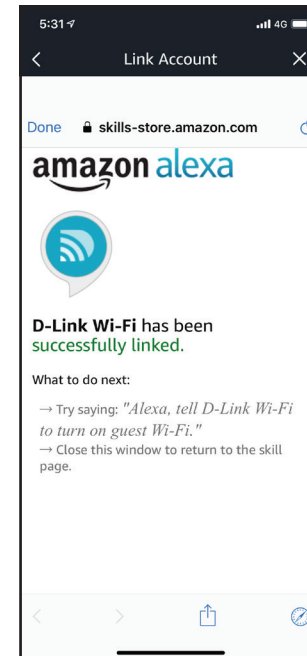 5:31 4G
Link Account
Done skills-store.amazon.com
amazon alexa
D-Link Wi-Fi has been
successfully linked.
What to do next:
→ Try saying: "Alexa, tell D-Link Wi-Fi
to turn on guest Wi-Fi."
→ Close this window to return to the skill
page.